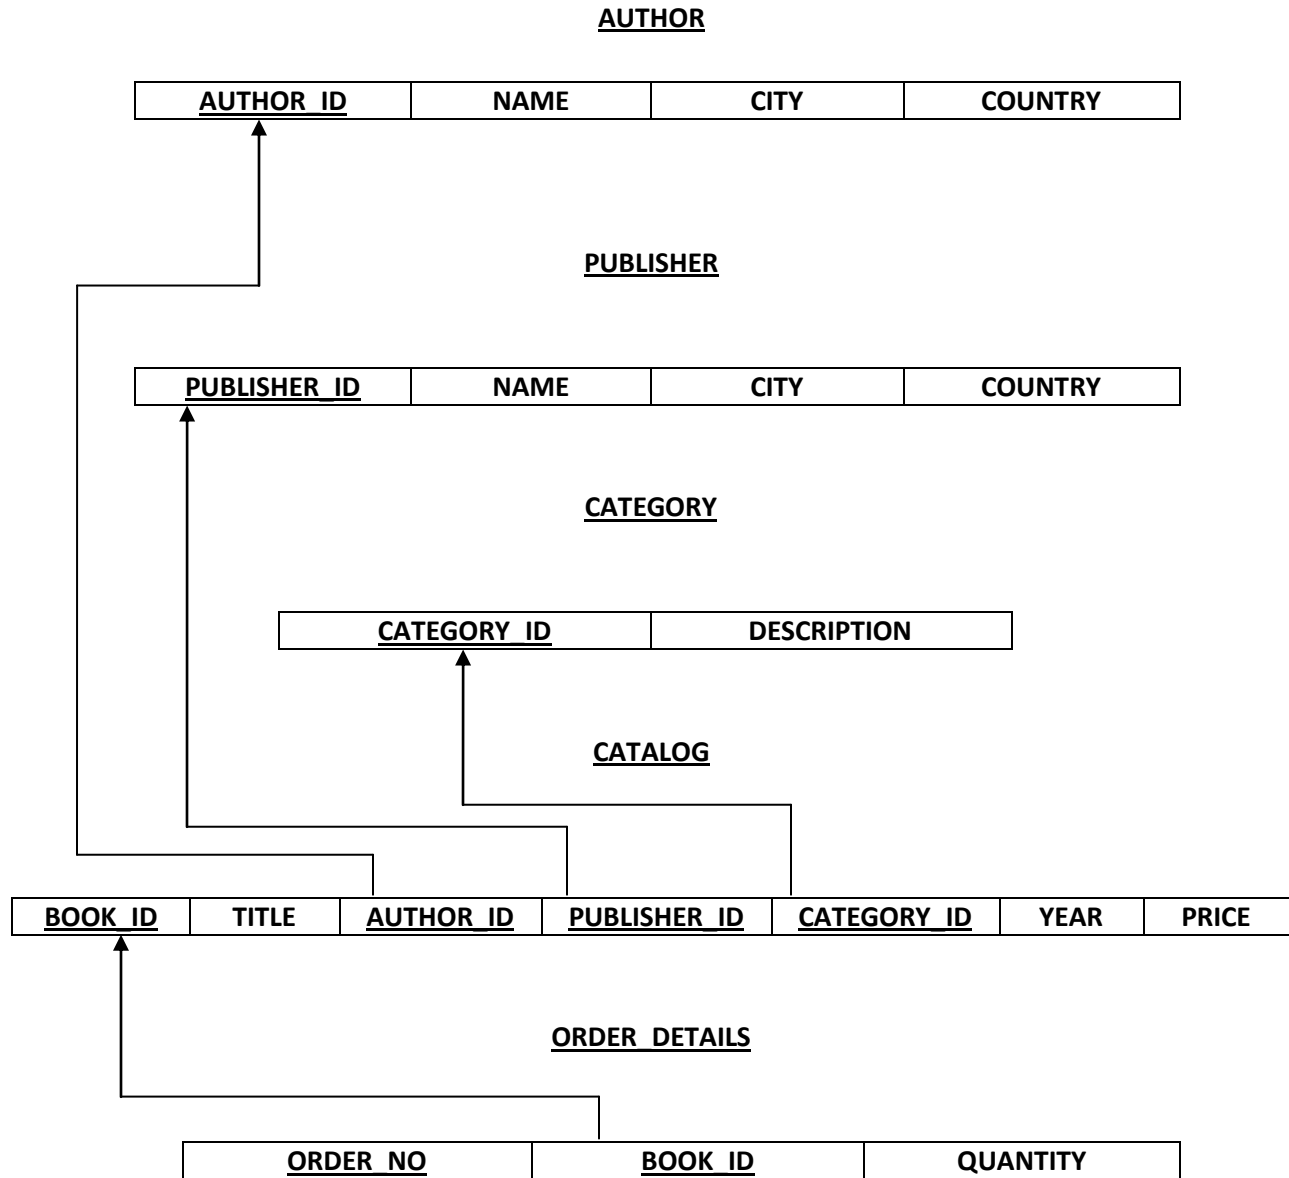 AUTHOR
AUTHOR_ID NAME CITY COUNTRY
PUBLISHER
PUBLISHER_ID NAME CITY COUNTRY
CATEGORY
CATEGORY_ID DESCRIPTION
CATALOG
BOOK_ID TITLE AUTHOR_ID PUBLISHER_ID CATEGORY_ID YEAR PRICE
ORDER_DETAILS
ORDER_NO BOOK_ID QUANTITY